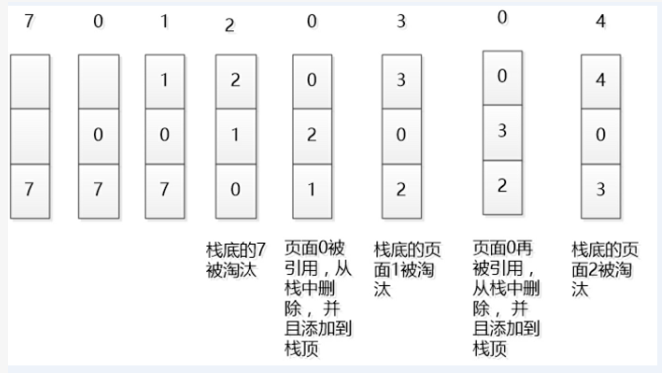 7 0 1 2 0 3 0 4
1 2 0 3 0 4
0 0 1 2 0 3 0
7 7 7 0 1 2 2 3
栈底的7 页面0被 栈底的页 页面0再 栈底的页
被淘汰 引用，从 面1被淘 被引用， 面2被淘
栈中删 汰 从栈中删 汰
除，并 除，并
且添加到 且添加到
栈顶 栈顶